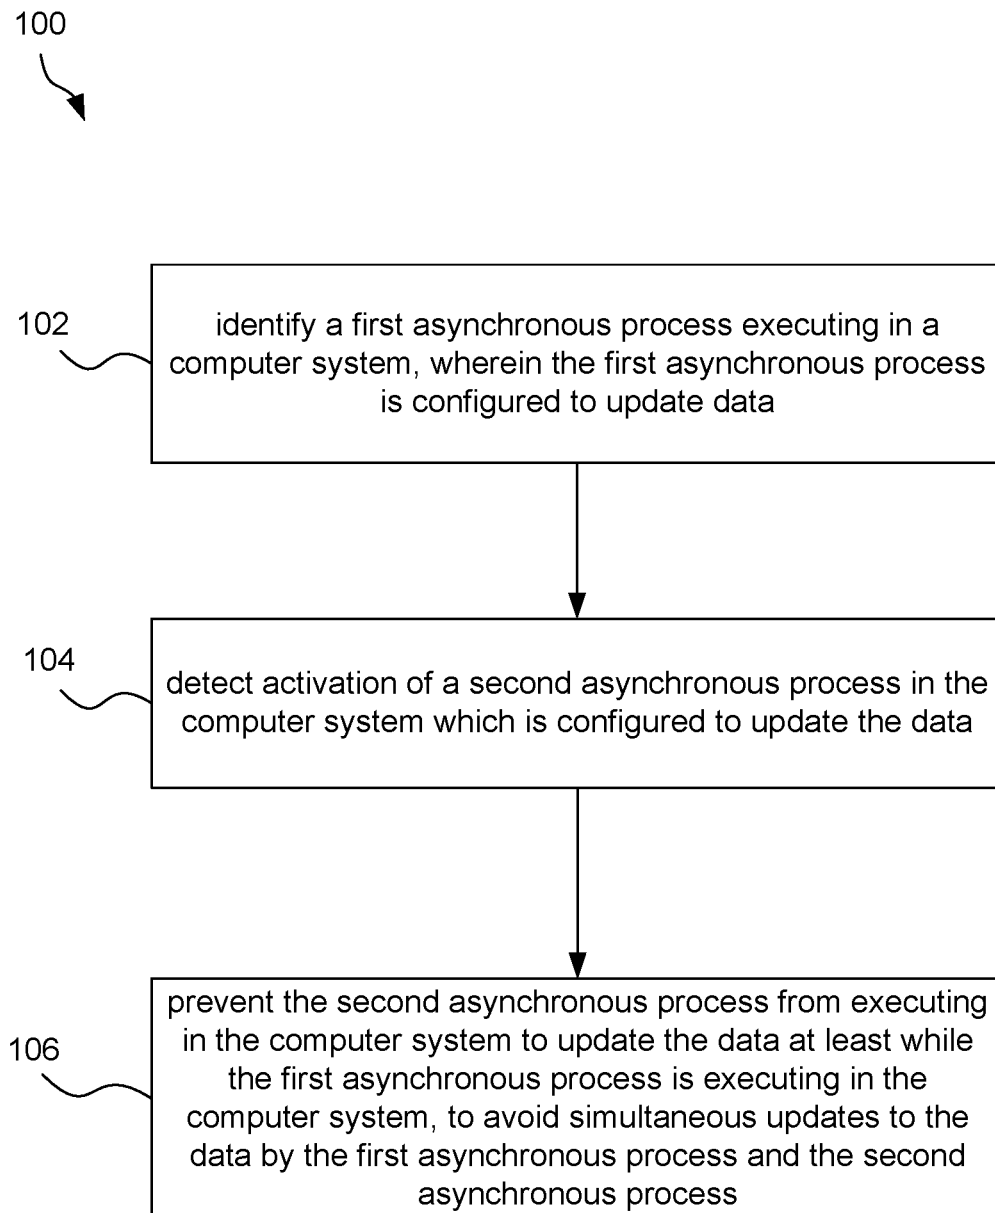 100
102
identify a first asynchronous process executing in a
computer system, wherein the first asynchronous process
is configured to update data
104
detect activation of a second asynchronous process in the
computer system which is configured to update the data
106
prevent the second asynchronous process from executing
in the computer system to update the data at least while
the first asynchronous process is executing in the
computer system, to avoid simultaneous updates to the
data by the first asynchronous process and the second
asynchronous process